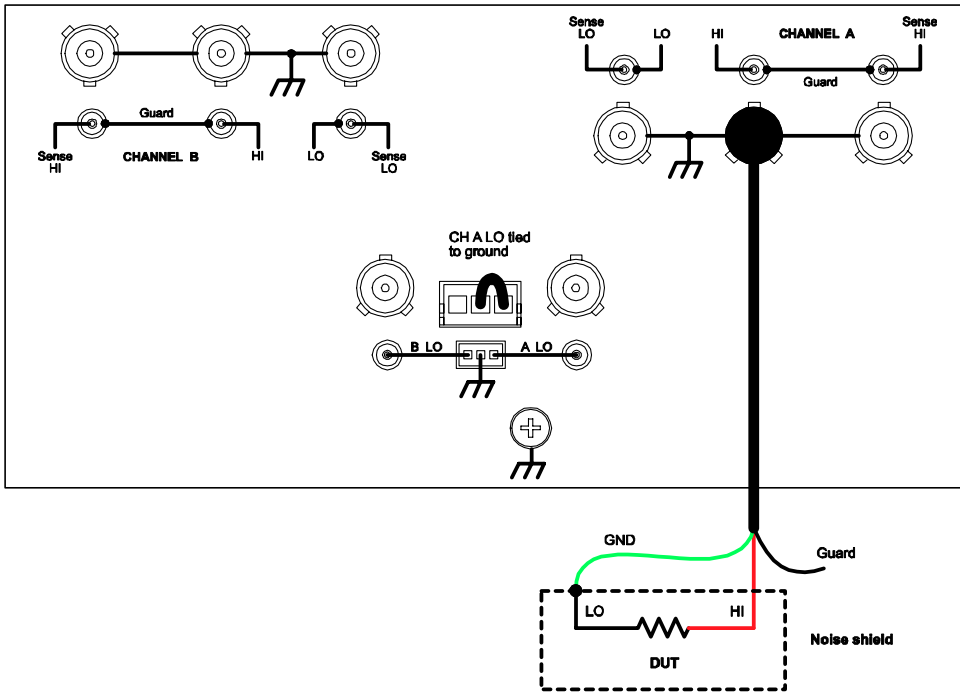 Sense
LO
LO
HI
CHANNEL A
Sense
HI
Guard
Guard
Sense
HI
CHANNEL B
HI
LO
Sense
LO
CH A LO tied
to ground
B LO
A LO
GND
Guard
LO
HI
Noise shield
DUT